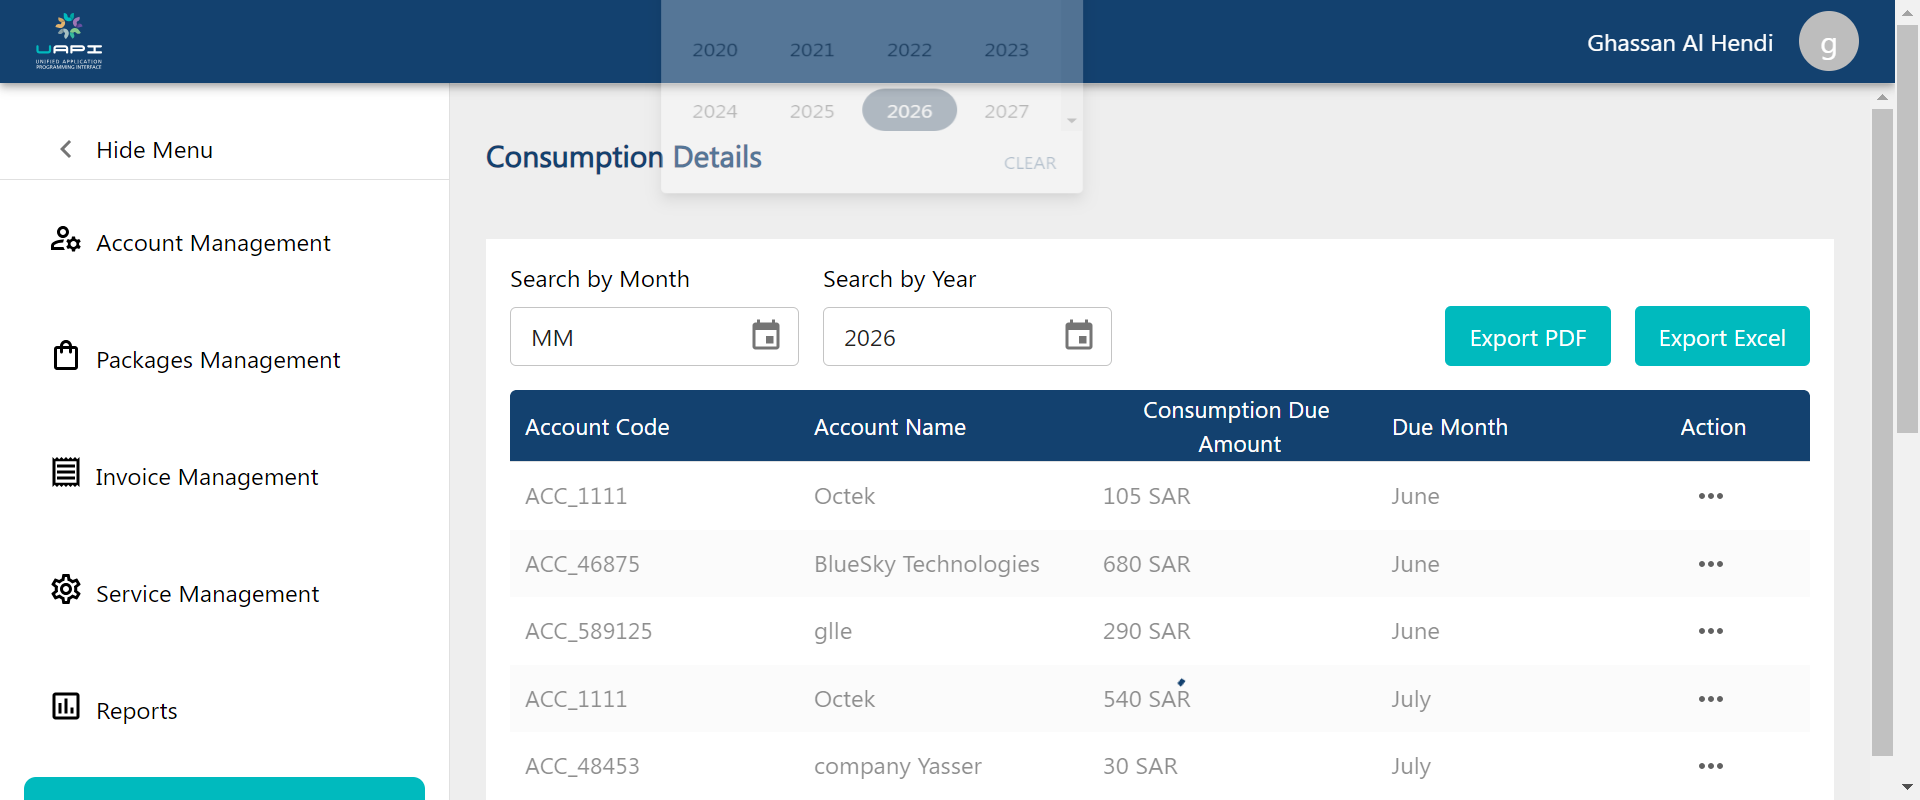 UAPI
UNIFIED APPLICATION
PROGRAMMING INTERFACE
2020 2021 2022 2023
2024 2025 2026 2027
CLEAR
Ghassan Al Hendi
g
Hide Menu
Account Management
Packages Management
Invoice Management
Service Management
Reports
Consumption Details
Search by Month
Search by Year
MM
2026
Export PDF
Export Excel
Account Code Account Name Consumption Due Amount Due Month Action
ACC_1111 Octek 105 SAR June
ACC_46875 BlueSky Technologies 680 SAR June
ACC_589125 glle 290 SAR June
ACC_1111 Octek 540 SAR July
ACC_48453 company Yasser 30 SAR July